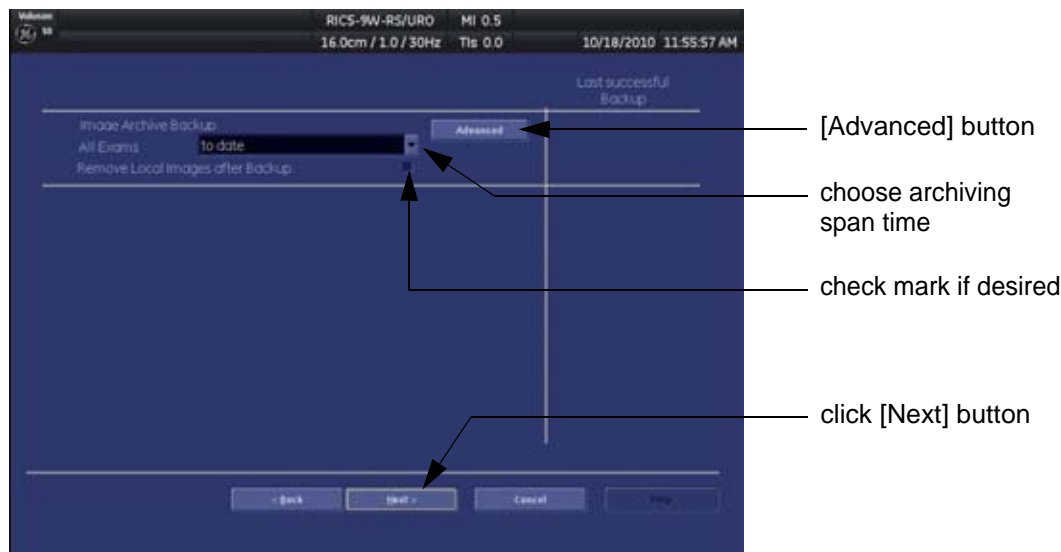 Voluson
S8
RIC5-9W-RS/URO MI 0.5
16.0cm / 1.0 / 30Hz TIs 0.0 10/18/2010 11:55:57 AM
Last successful
Backup
Image Archive Backup
Advanced
[Advanced] button
All Exams to date
Remove Local Images after Backup
choose archiving
span time
check mark if desired
click [Next] button
< Back Next > Cancel Help